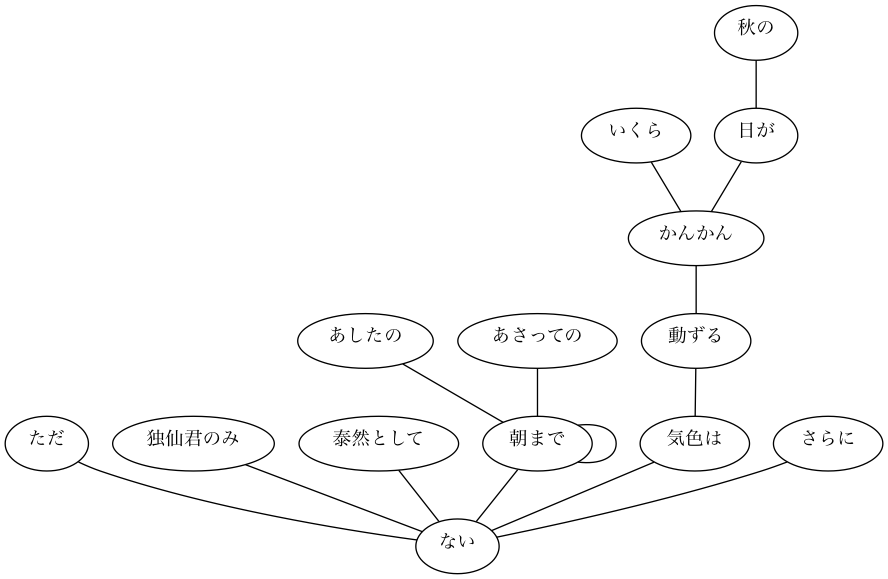 秋の
いくら
日が
かんかん
あしたの
あさっての
動ずる
ただ
独仙君のみ
泰然として
朝まで
気色は
さらに
ない